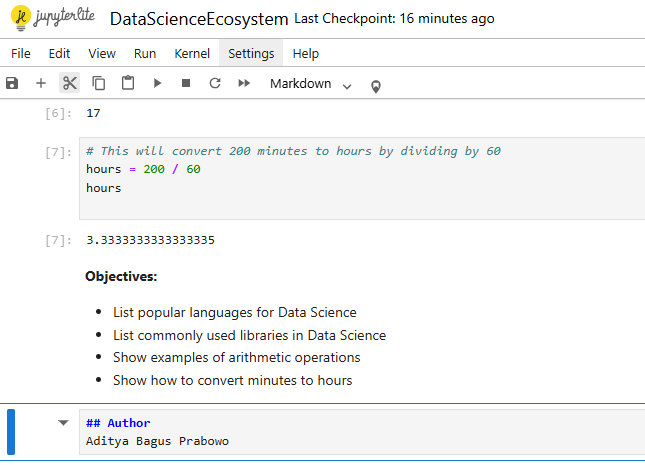 jupyterlite DataScienceEcosystem Last Checkpoint: 16 minutes ago
File Edit View Run Kernel Settings Help
Markdown
[6]: 17
[7]: # This will convert 200 minutes to hours by dividing by 60
hours = 200 / 60
hours
[7]: 3.3333333333333335
Objectives:
• List popular languages for Data Science
• List commonly used libraries in Data Science
• Show examples of arithmetic operations
• Show how to convert minutes to hours
## Author
Aditya Bagus Prabowo